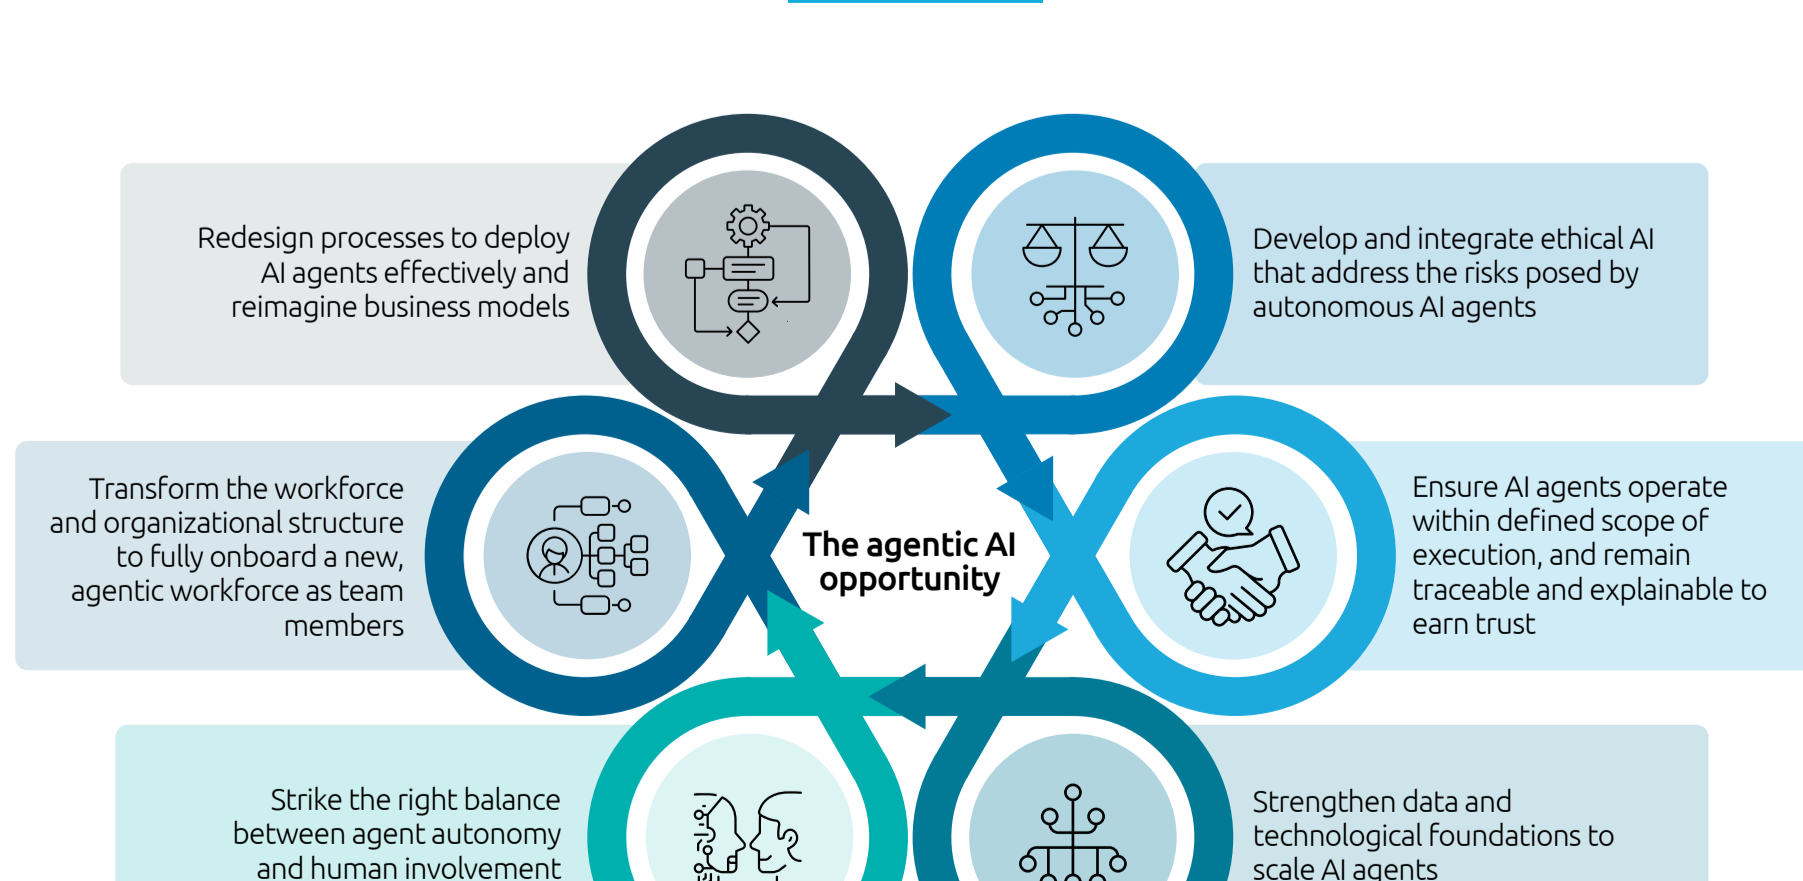 Redesign processes to deploy
AI agents effectively and
reimagine business models
Develop and integrate ethical AI
that address the risks posed by
autonomous AI agents
Transform the workforce
and organizational structure
to fully onboard a new,
agentic workforce as team
members
The agentic AI
opportunity
Ensure AI agents operate
within defined scope of
execution, and remain
traceable and explainable to
earn trust
Strike the right balance
between agent autonomy
and human involvement
Strengthen data and
technological foundations to
scale AI agents